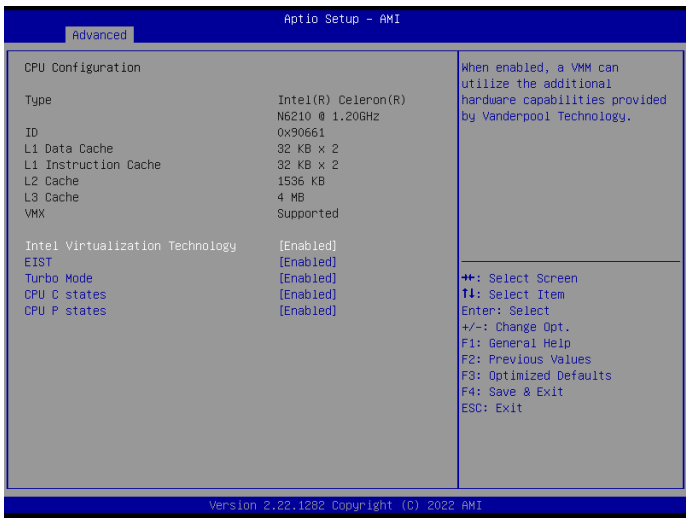 Aptio Setup – AMI
Advanced
CPU Configuration
Type Intel(R) Celeron(R)
N6210 @ 1.20GHz
ID 0x90661
L1 Data Cache 32 KB x 2
L1 Instruction Cache 32 KB x 2
L2 Cache 1536 KB
L3 Cache 4 MB
VMX Supported
Intel Virtualization Technology [Enabled]
EIST [Enabled]
Turbo Mode [Enabled]
CPU C states [Enabled]
CPU P states [Enabled]
When enabled, a VMM can
utilize the additional
hardware capabilities provided
by Vanderpool Technology.
→←: Select Screen
↑↓: Select Item
Enter: Select
+/-: Change Opt.
F1: General Help
F2: Previous Values
F3: Optimized Defaults
F4: Save & Exit
ESC: Exit
Version 2.22.1282 Copyright (C) 2022 AMI